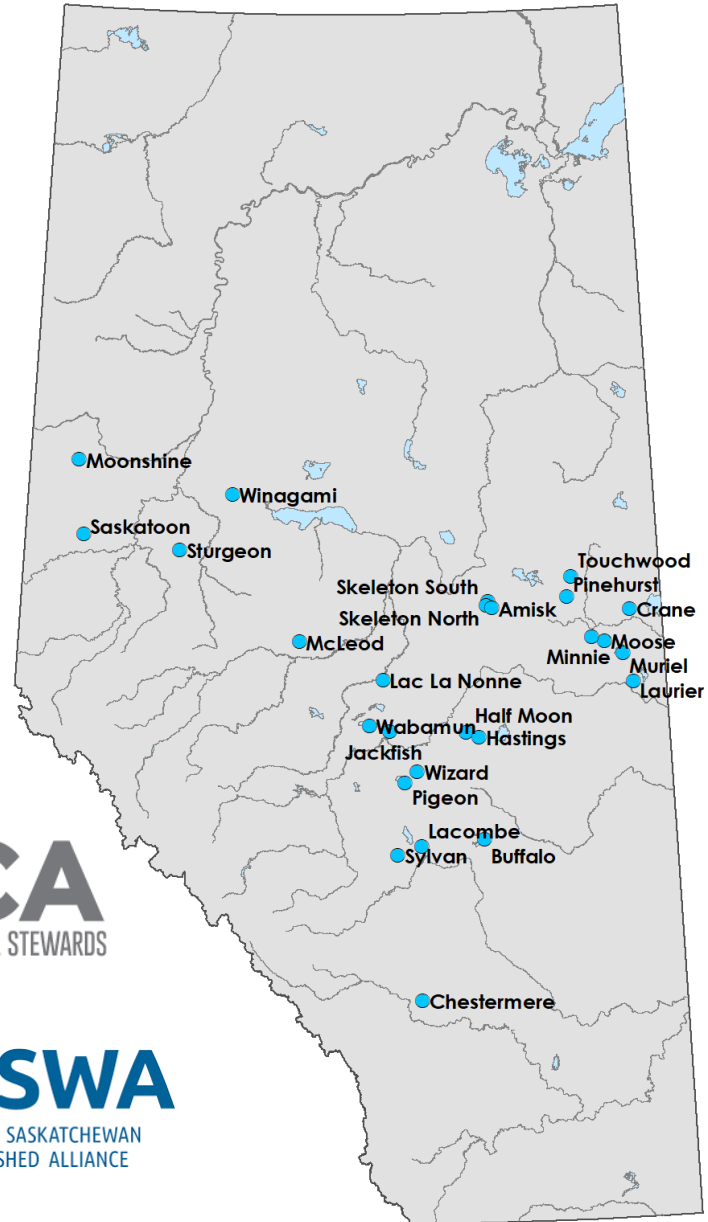 Moonshine
Winagami
Saskatoon
Sturgeon
Touchwood
Pinehurst
Skeleton South
Skeleton North
Amisk
Crane
McLeod
Moose
Minnie
Muriel
Lac La Nonne
Laurier
Half Moon
Wabamun
Hastings
Jackfish
Wizard
Pigeon
Lacombe
Sylvan
Buffalo
CA
STEWARDS
Chestermere
SWA
SASKATCHEWAN
SHED ALLIANCE